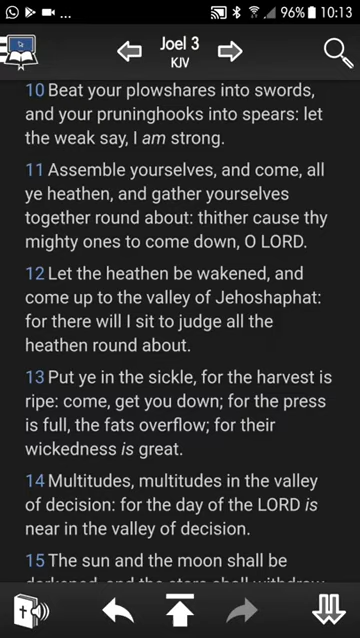 96% 10:13
Joel 3
KJV
10 Beat your plowshares into swords,
and your pruninghooks into spears: let
the weak say, I am strong.
11 Assemble yourselves, and come, all
ye heathen, and gather yourselves
together round about: thither cause thy
mighty ones to come down, O LORD.
12 Let the heathen be wakened, and
come up to the valley of Jehoshaphat:
for there will I sit to judge all the
heathen round about.
13 Put ye in the sickle, for the harvest is
ripe: come, get you down; for the press
is full, the fats overflow; for their
wickedness is great.
14 Multitudes, multitudes in the valley
of decision: for the day of the LORD is
near in the valley of decision.
15 The sun and the moon shall be
darkened, and the stars shall withdraw